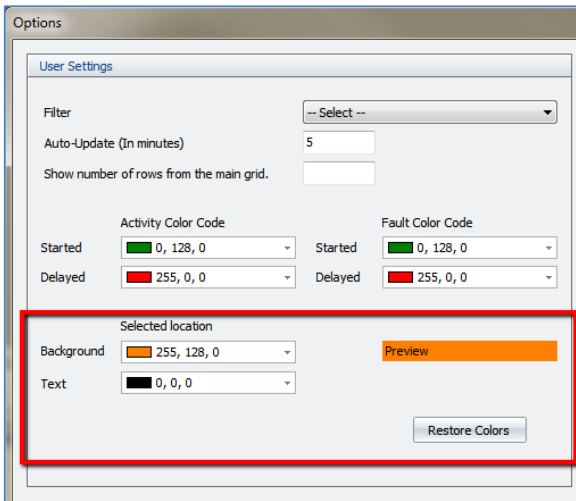 Options
User Settings
Filter -- Select --
Auto-Update (In minutes) 5
Show number of rows from the main grid.
Activity Color Code Fault Color Code
Started 0, 128, 0 Started 0, 128, 0
Delayed 255, 0, 0 Delayed 255, 0, 0
Selected location
Background 255, 128, 0 Preview
Text 0, 0, 0
Restore Colors